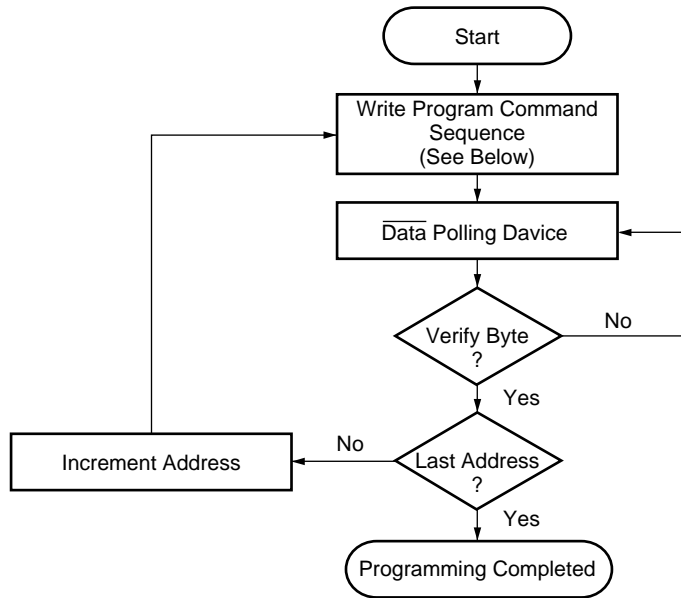 Start
Write Program Command
Sequence
(See Below)
Data Polling Davice
Verify Byte
?
No
Yes
Increment Address
No
Last Address
?
Yes
Programming Completed